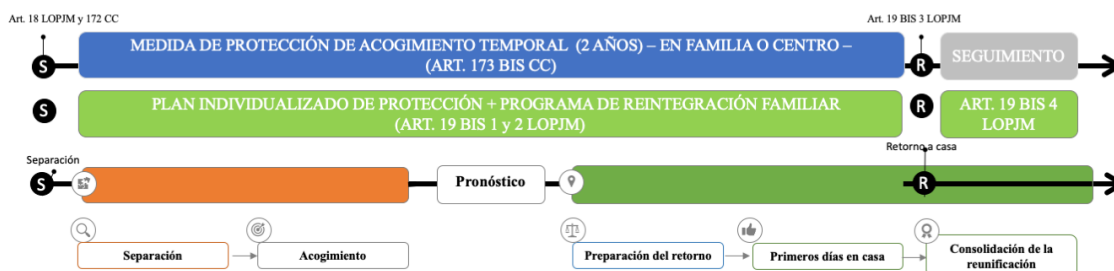 Art. 18 LOPJM y 172 CC
Art. 19 BIS 3 LOPJM
S
MEDIDA DE PROTECCIÓN DE ACOGIMIENTO TEMPORAL (2 AÑOS) – EN FAMILIA O CENTRO –
(ART. 173 BIS CC)
R
SEGUIMIENTO
S
PLAN INDIVIDUALIZADO DE PROTECCIÓN + PROGRAMA DE REINTEGRACIÓN FAMILIAR
(ART. 19 BIS 1 y 2 LOPJM)
R
ART. 19 BIS 4
LOPJM
Separación
Retorno a casa
S
Pronóstico
R
Separación
Acogimiento
Preparación del retorno
Primeros días en casa
Consolidación de la
reunificación